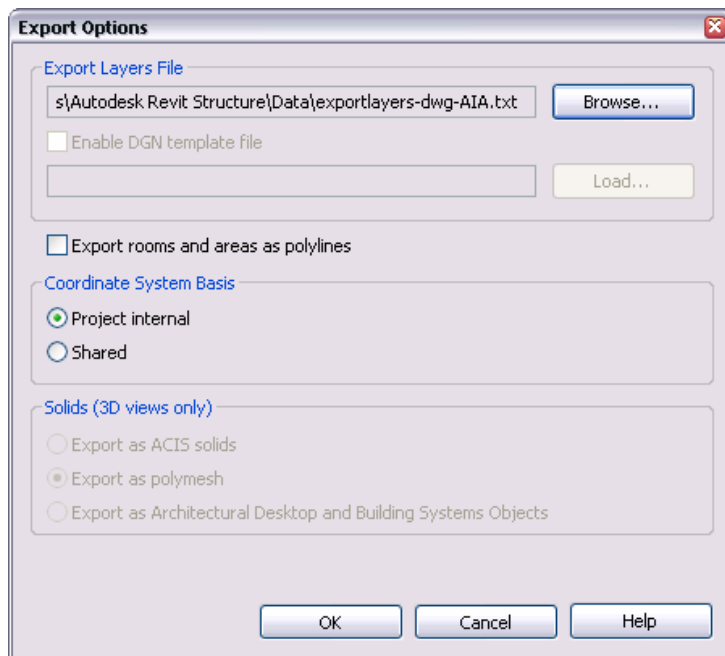 Export Options
Export Layers File
s\Autodesk Revit Structure\Data\exportlayers-dwg-AIA.txt
Browse...
Enable DGN template file
Load...
Export rooms and areas as polylines
Coordinate System Basis
Project internal
Shared
Solids (3D views only)
Export as ACIS solids
Export as polymesh
Export as Architectural Desktop and Building Systems Objects
OK Cancel Help